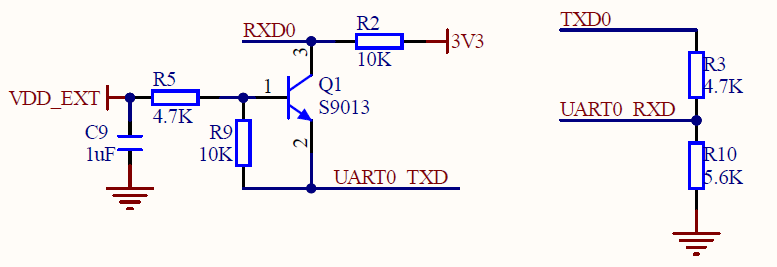 RXD0
R2
10K
3V3
TXD0
3
R5
4.7K
VDD_EXT
1
Q1
S9013
R3
4.7K
UART0_RXD
C9
1uF
R9
10K
2
UART0_TXD
R10
5.6K